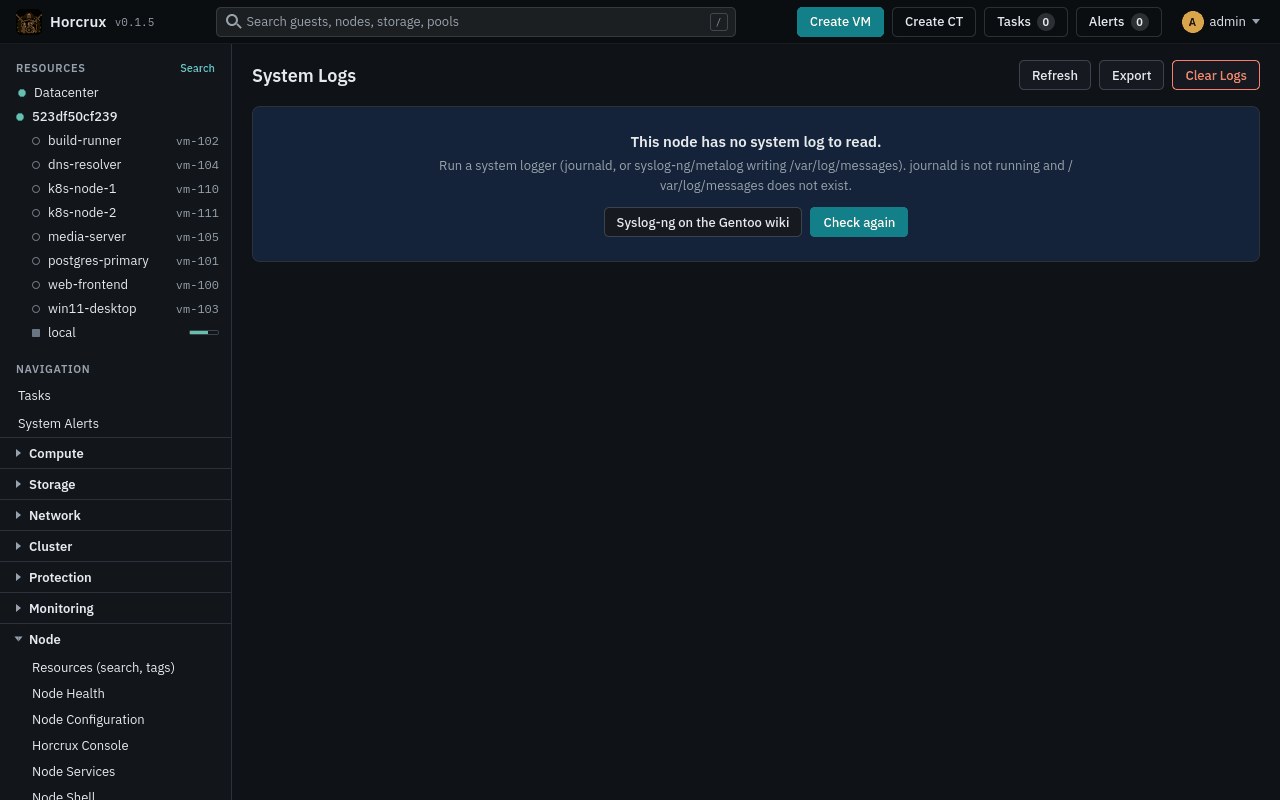 Horcrux v0.1.5
Search guests, nodes, storage, pools /
Create VM
Create CT
Tasks 0
Alerts 0
A admin
RESOURCES Search
Datacenter
523df50cf239
build-runner vm-102
dns-resolver vm-104
k8s-node-1 vm-110
k8s-node-2 vm-111
media-server vm-105
postgres-primary vm-101
web-frontend vm-100
win11-desktop vm-103
local
NAVIGATION
Tasks
System Alerts
Compute
Storage
Network
Cluster
Protection
Monitoring
Node
Resources (search, tags)
Node Health
Node Configuration
Horcrux Console
Node Services
Node Shell
System Logs
Refresh
Export
Clear Logs
This node has no system log to read.
Run a system logger (journald, or syslog-ng/metalog writing /var/log/messages). journald is not running and /
var/log/messages does not exist.
Syslog-ng on the Gentoo wiki
Check again